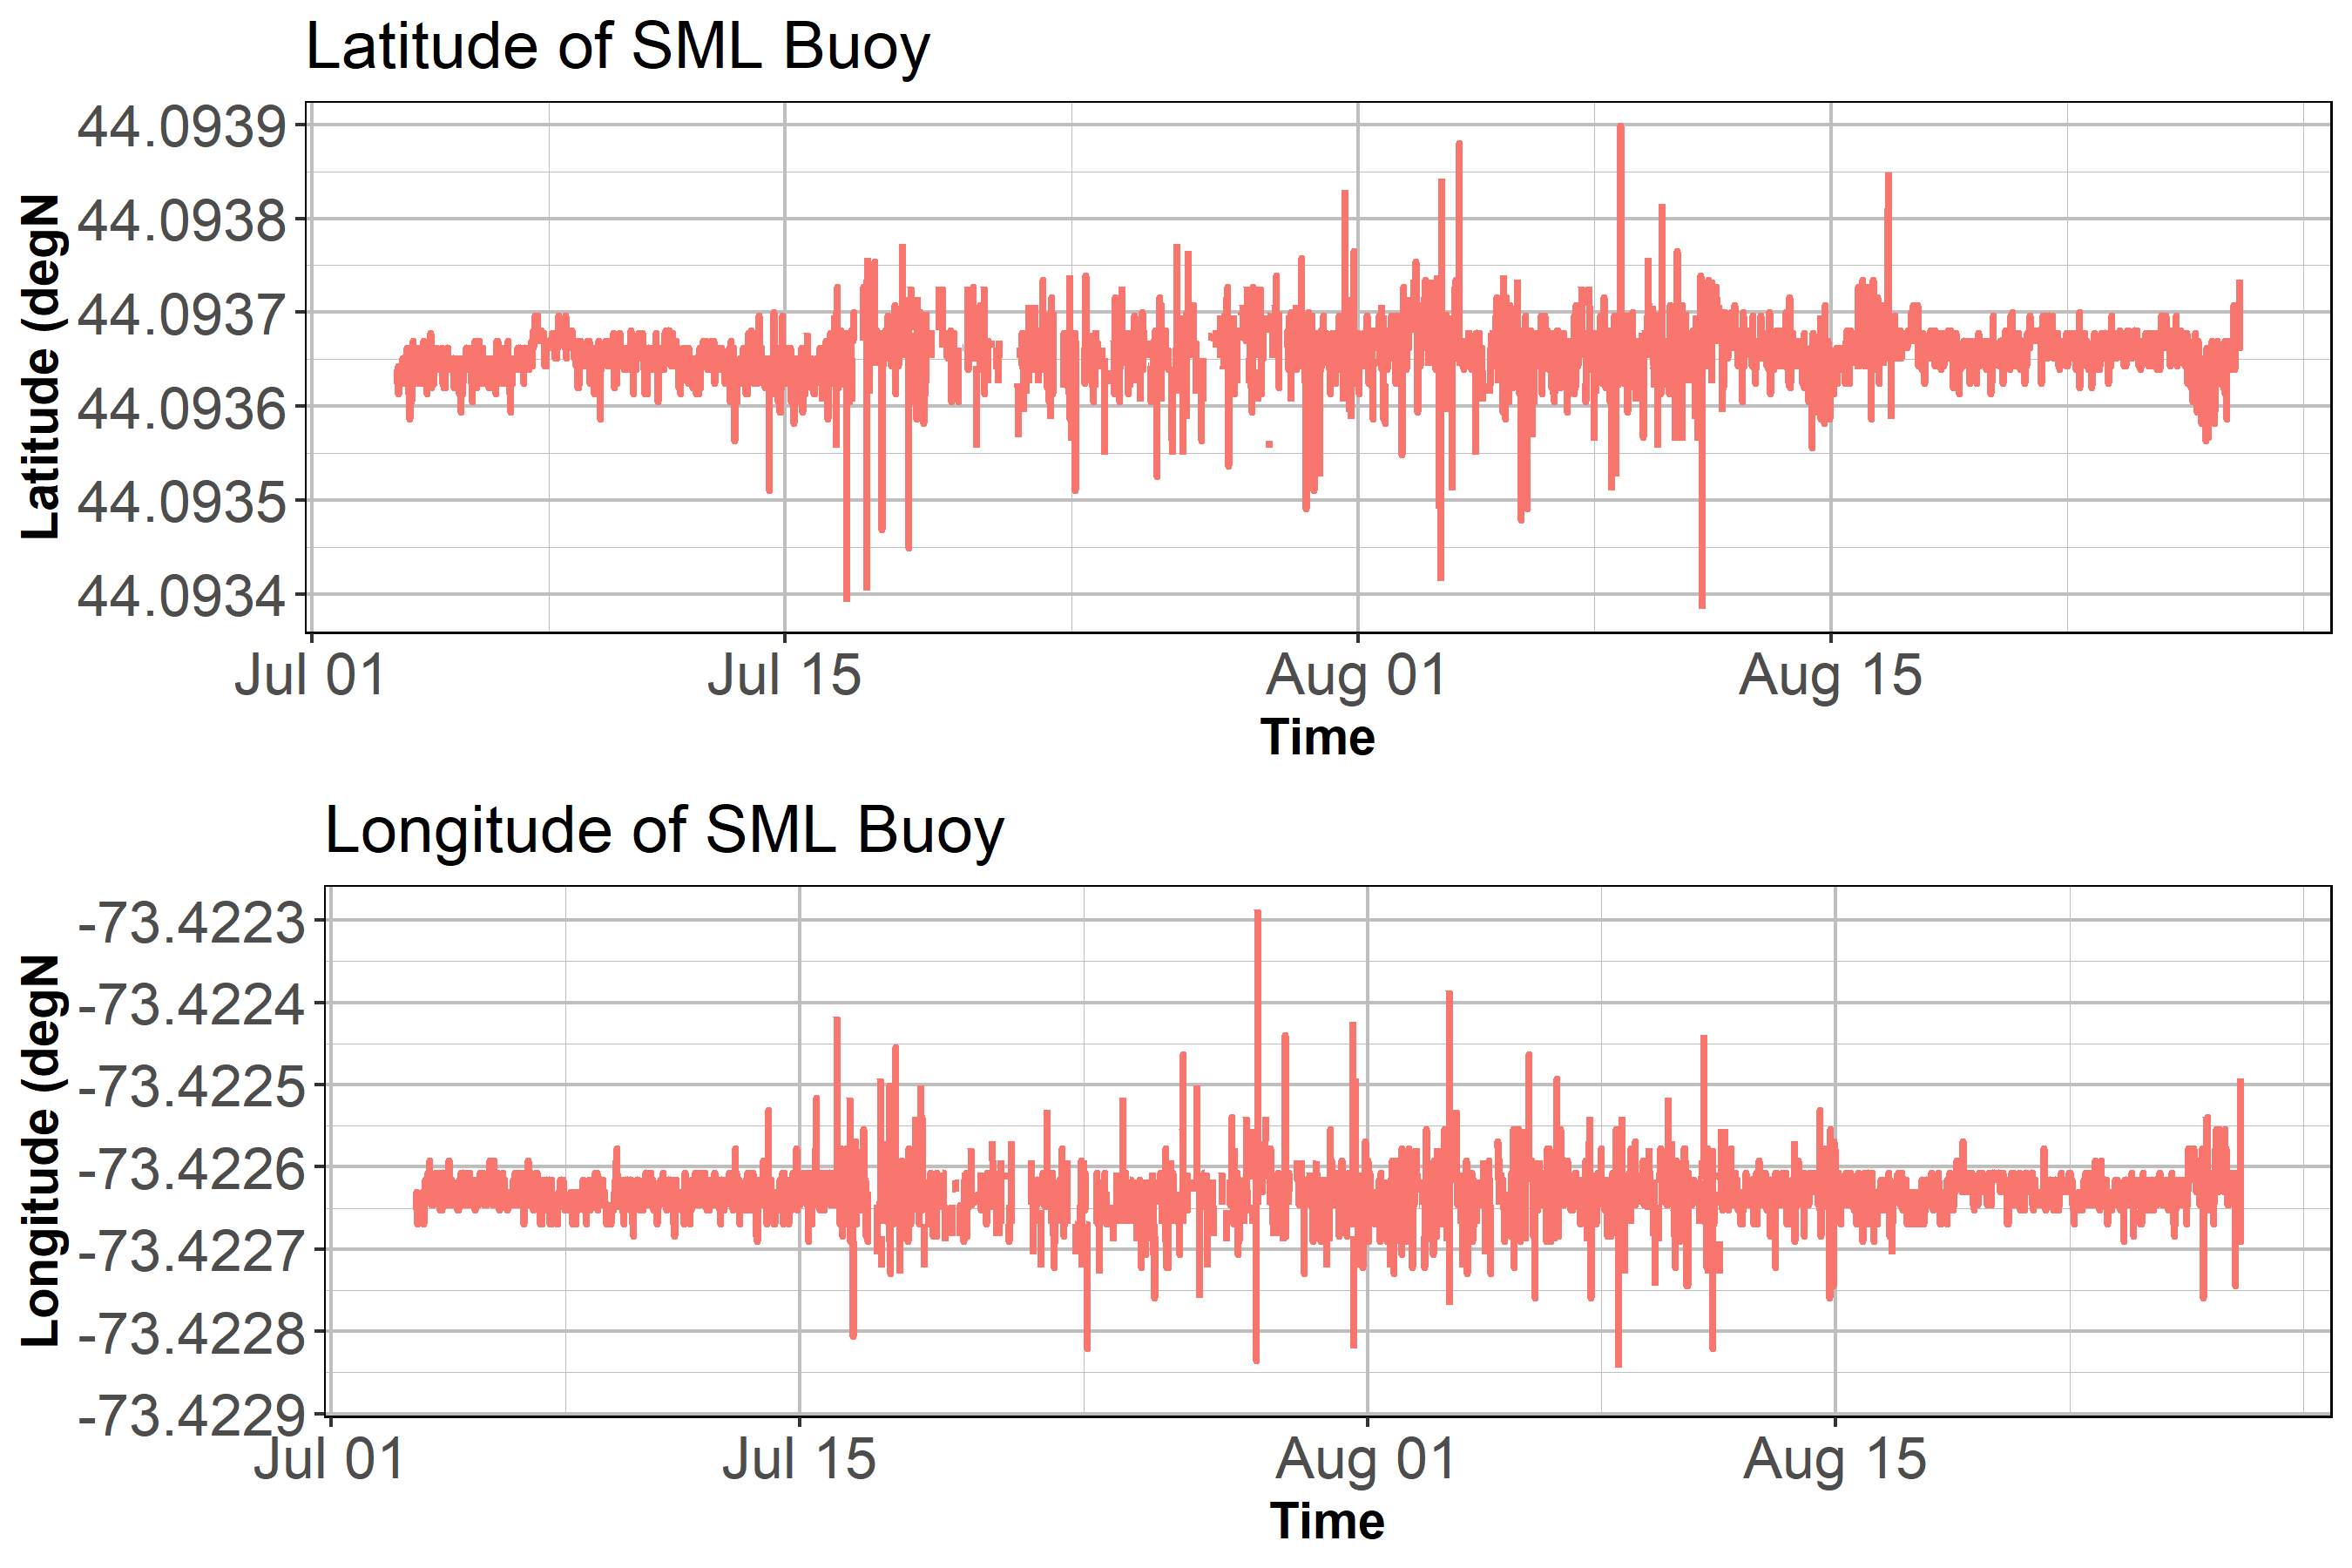 Latitude of SML Buoy
Latitude (degN
44.0939
44.0938
44.0937
44.0936
44.0935
44.0934
Jul 01 Jul 15 Aug 01 Aug 15
Time
Longitude of SML Buoy
Longitude (degN
-73.4223
-73.4224
-73.4225
-73.4226
-73.4227
-73.4228
-73.4229
Jul 01 Jul 15 Aug 01 Aug 15
Time